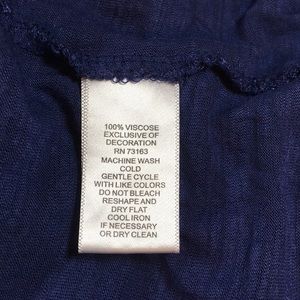 100% VISCOSE
EXCLUSIVE OF
DECORATION
RN 73163
MACHINE WASH
COLD
GENTLE CYCLE
WITH LIKE COLORS
DO NOT BLEACH
RESHAPE AND
DRY FLAT
COOL IRON
IF NECESSARY
OR DRY CLEAN